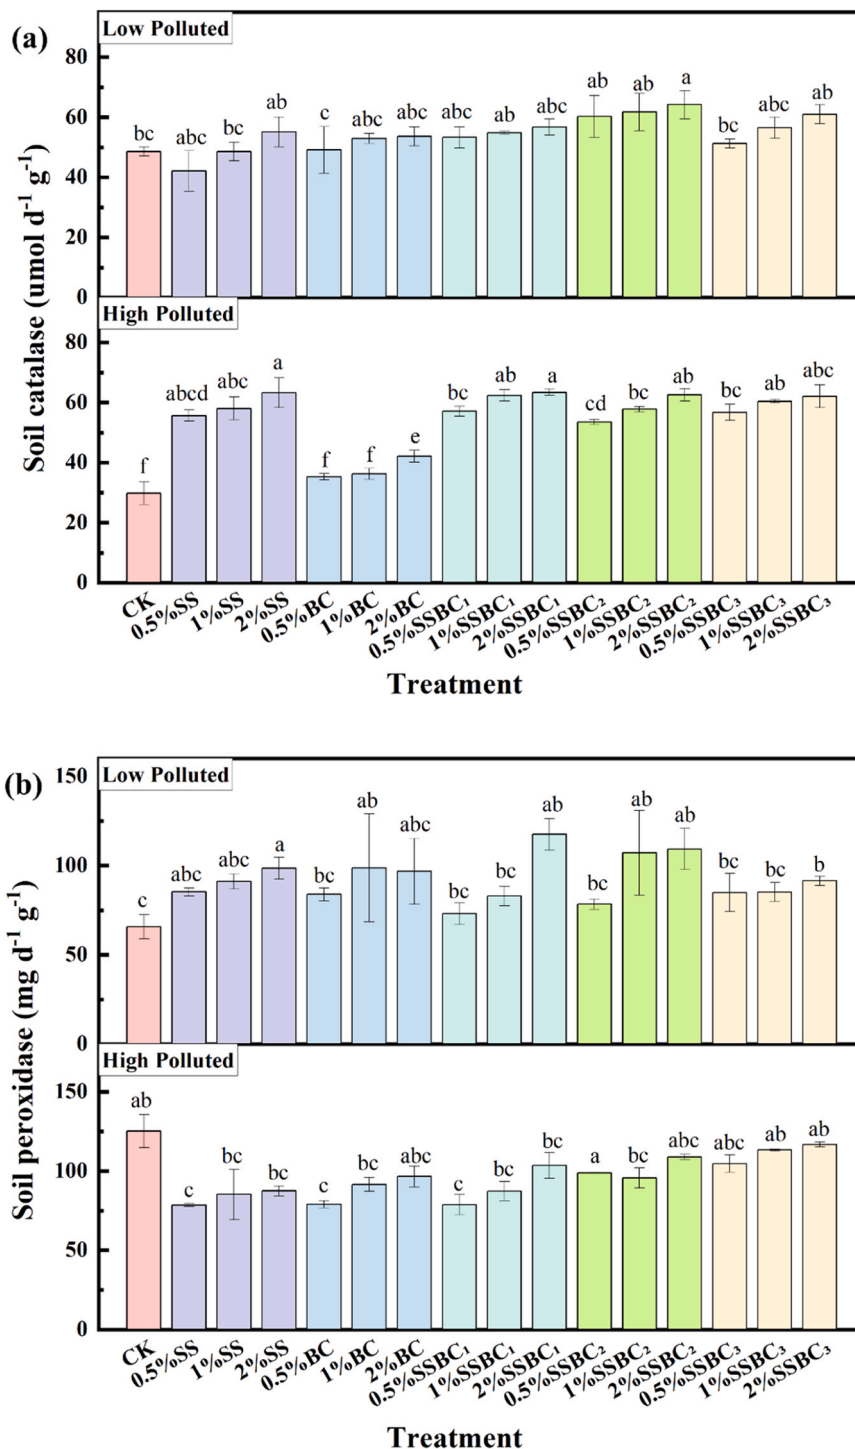 (a)
Low Polluted
80
60
40
20
0
bc abc bc ab c abc abc abc ab abc ab ab a bc abc ab
High Polluted
80
60
40
20
0
f abcd abc a f f e bc ab a cd bc ab bc ab abc
Soil catalase (umol d⁻¹ g⁻¹)
CK 0.5%SS 1%SS 2%SS 0.5%BC 1%BC 2%BC 0.5%SSBC₁ 1%SSBC₁ 2%SSBC₁ 0.5%SSBC₂ 1%SSBC₂ 2%SSBC₂ 0.5%SSBC₃ 1%SSBC₃ 2%SSBC₃
Treatment
(b)
Low Polluted
150
100
50
0
c abc abc a bc ab abc bc bc ab bc ab ab bc bc b
High Polluted
150
100
50
0
ab c bc bc c bc abc c bc bc a bc abc abc ab ab
Soil peroxidase (mg d⁻¹ g⁻¹)
CK 0.5%SS 1%SS 2%SS 0.5%BC 1%BC 2%BC 0.5%SSBC₁ 1%SSBC₁ 2%SSBC₁ 0.5%SSBC₂ 1%SSBC₂ 2%SSBC₂ 0.5%SSBC₃ 1%SSBC₃ 2%SSBC₃
Treatment